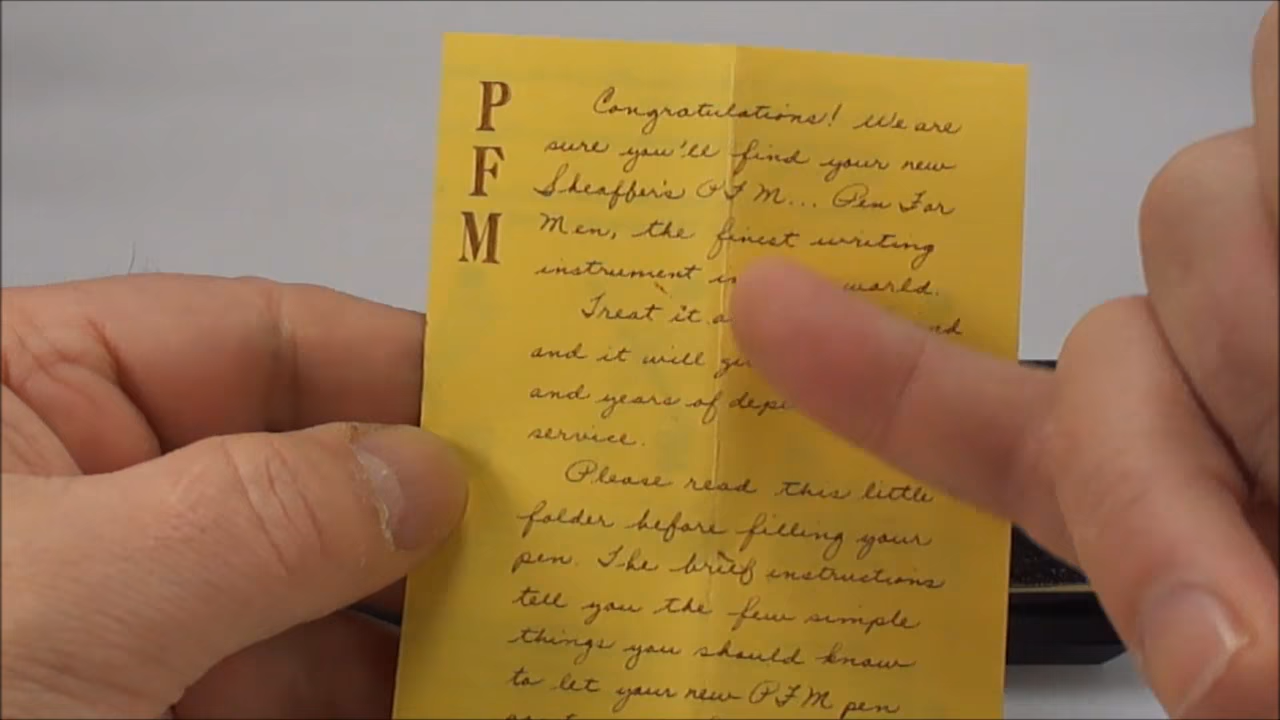 P
F
M
Congratulations! We are
sure you'll find your new
Sheaffer's PFM... Pen For
Men, the finest writing
instrument in world.
Treat it
and it will
and years of
service.
Please read this little
folder before filling your
pen. The brief instructions
tell you the few simple
things you should know
to let your new PFM pen